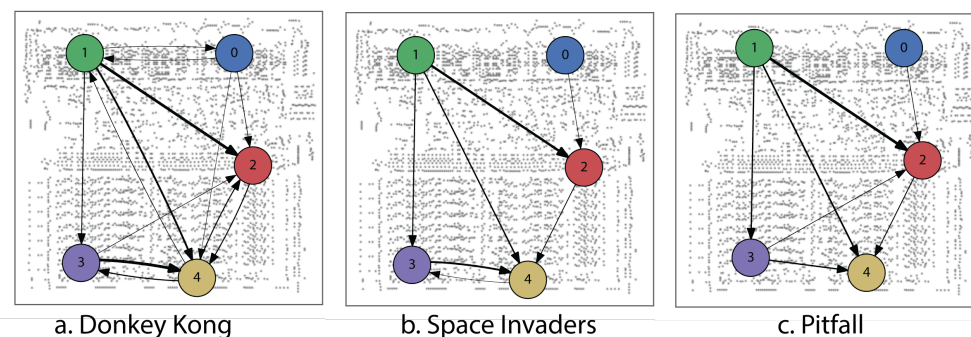 1 0 2 3 4
1 0 2 3 4
1 0 2 3 4
a. Donkey Kong
b. Space Invaders
c. Pitfall